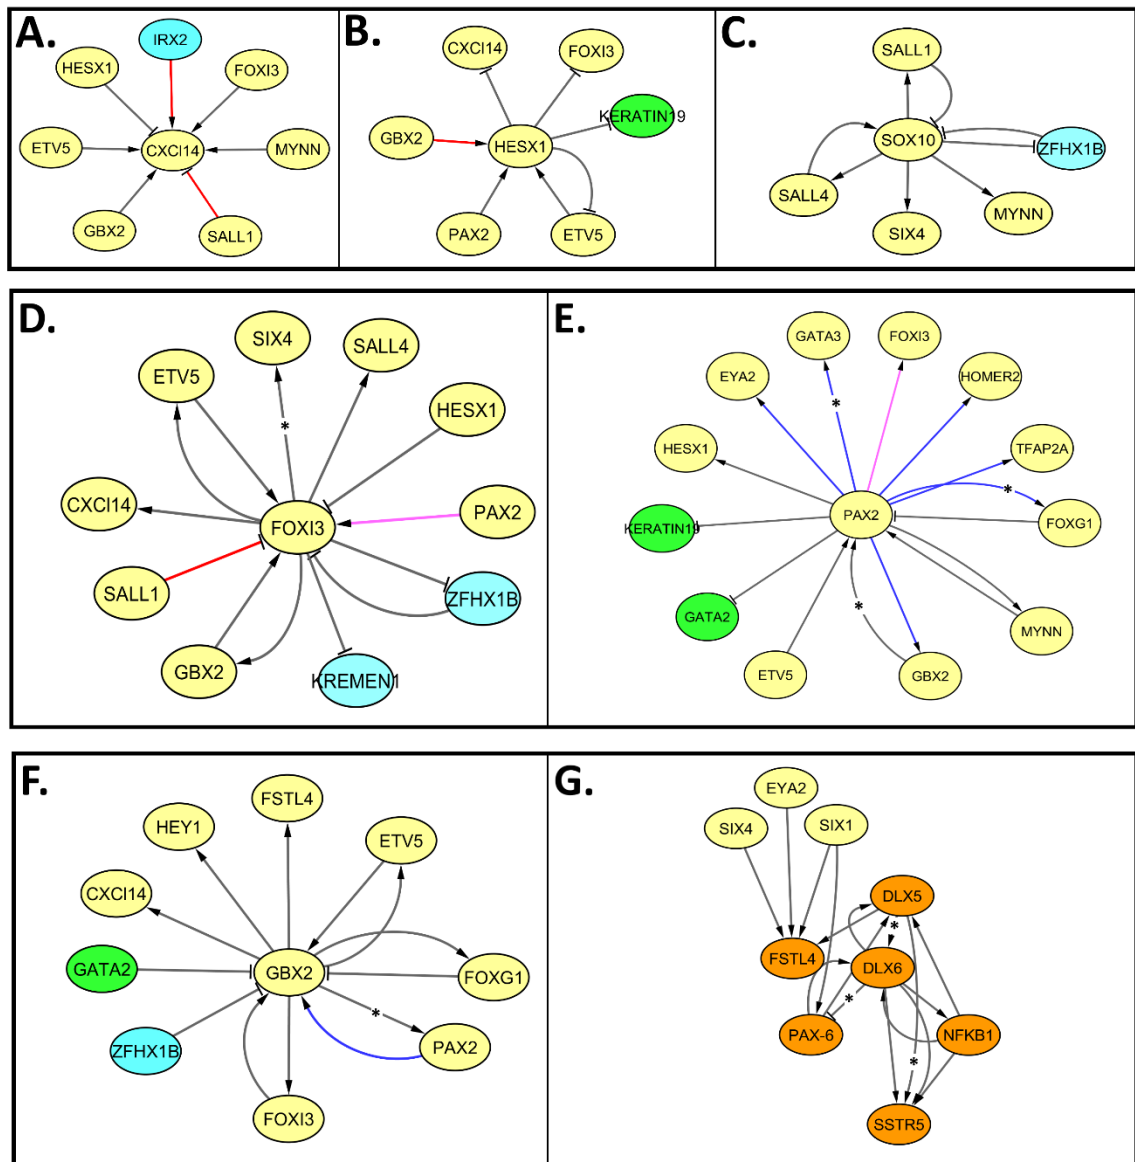 A.
IRX2
HESX1
FOXI3
ETV5
CXCl14
MYNN
GBX2
SALL1
B.
CXCl14
FOXI3
KERATIN19
GBX2
HESX1
PAX2
ETV5
C.
SALL1
SOX10
ZFHX1B
SALL4
MYNN
SIX4
D.
SIX4
SALL4
ETV5
HESX1
CXCl14
FOXI3
PAX2
SALL1
ZFHX1B
GBX2
KREMEN1
*
E.
GATA3
FOXI3
EYA2
HOMER2
*
HESX1
TFAP2A
*
KERATIN19
PAX2
FOXG1
GATA2
*
MYNN
ETV5
GBX2
F.
FSTL4
HEY1
ETV5
CXCl14
GATA2
GBX2
FOXG1
*
ZFHX1B
PAX2
FOXI3
G.
EYA2
SIX4
SIX1
DLX5
*
FSTL4
DLX6
*
PAX-6
NFKB1
*
SSTR5